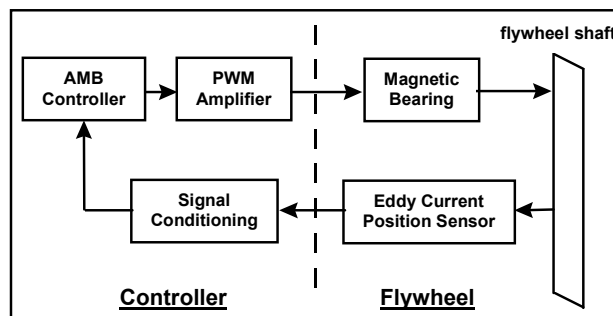 flywheel shaft
AMB
Controller
PWM
Amplifier
Magnetic
Bearing
Signal
Conditioning
Eddy Current
Position Sensor
Controller
Flywheel